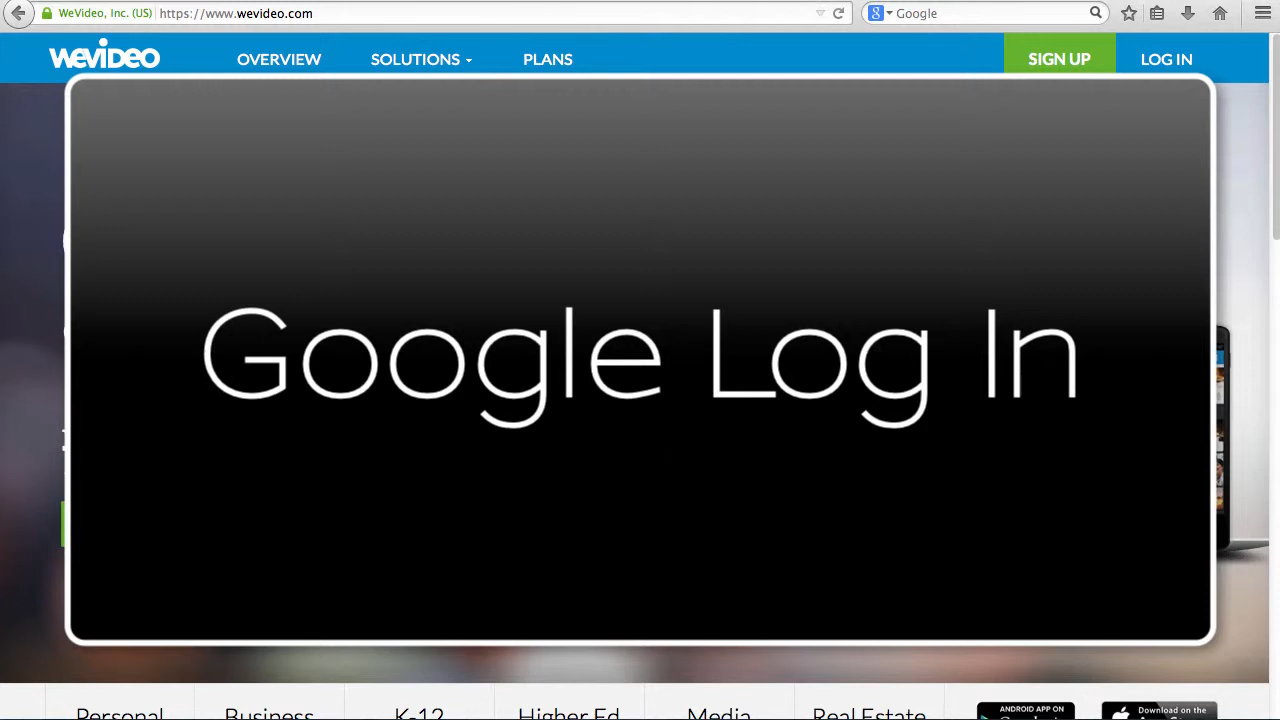 WeVideo, Inc. (US) https://www.wevideo.com Google
WEVIDEO OVERVIEW SOLUTIONS PLANS SIGN UP LOG IN
Google Log In
Personal Business K-12 Higher Ed Media Real Estate
ANDROID APP ON
Download on the